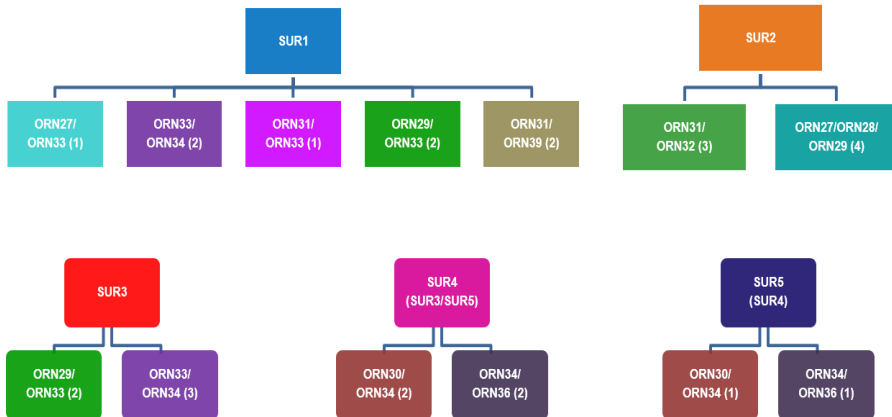 SUR1
SUR2
ORN27/
ORN33 (1)
ORN33/
ORN34 (2)
ORN31/
ORN33 (1)
ORN29/
ORN33 (2)
ORN31/
ORN39 (2)
ORN31/
ORN32 (3)
ORN27/ORN28/
ORN29 (4)
SUR3
SUR4
(SUR3/SUR5)
SUR5
(SUR4)
ORN29/
ORN33 (2)
ORN33/
ORN34 (3)
ORN30/
ORN34 (2)
ORN34/
ORN36 (2)
ORN30/
ORN34 (1)
ORN34/
ORN36 (1)